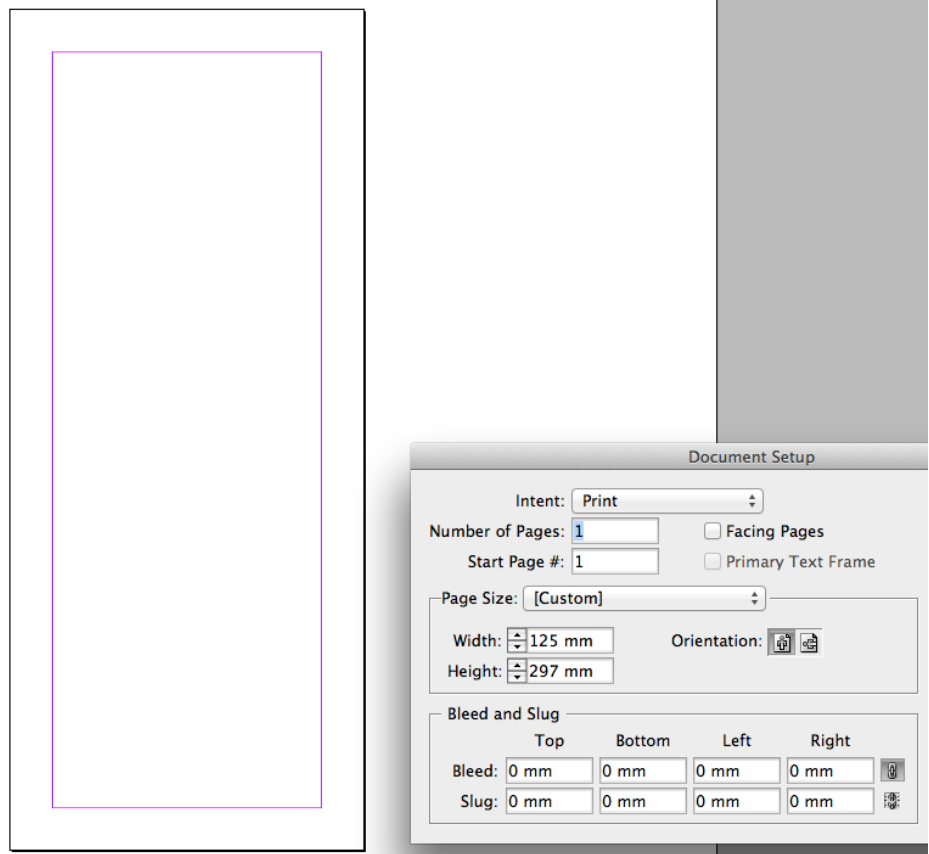 Document Setup
Intent: Print
Number of Pages: 1 Facing Pages
Start Page #: 1 Primary Text Frame
Page Size: [Custom]
Width: 125 mm Orientation:
Height: 297 mm
Bleed and Slug
Top Bottom Left Right
Bleed: 0 mm 0 mm 0 mm 0 mm
Slug: 0 mm 0 mm 0 mm 0 mm